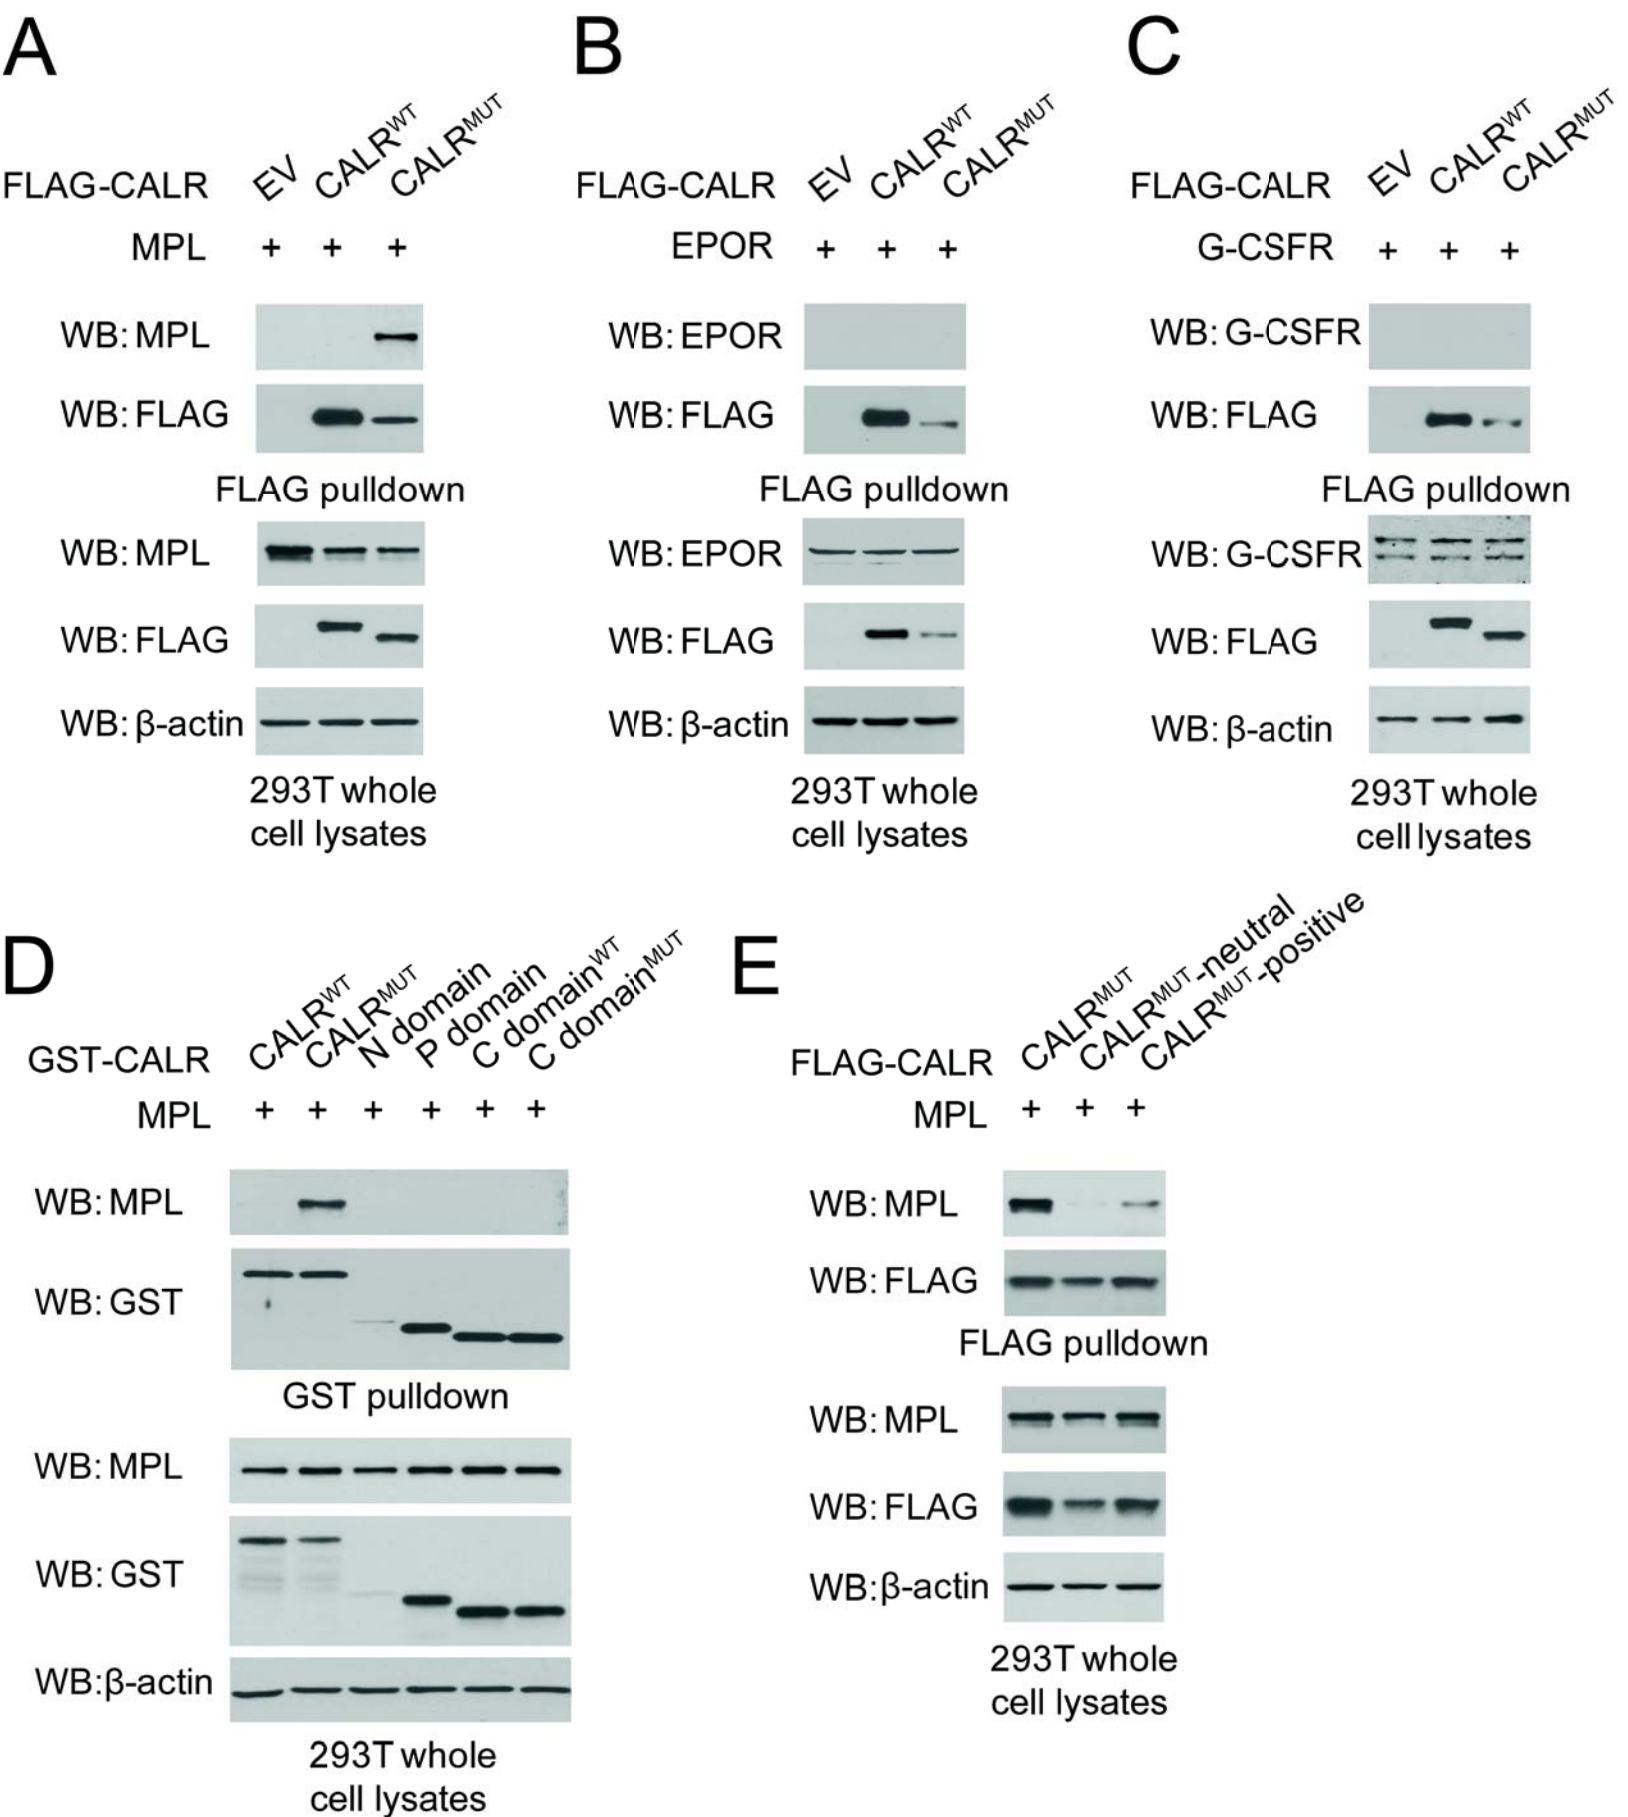 A
FLAG-CALR EV CALRWT CALRMUT
MPL + + +
WB: MPL
WB: FLAG
FLAG pulldown
WB: MPL
WB: FLAG
WB: β-actin
293T whole
cell lysates
B
FLAG-CALR EV CALRWT CALRMUT
EPOR + + +
WB: EPOR
WB: FLAG
FLAG pulldown
WB: EPOR
WB: FLAG
WB: β-actin
293T whole
cell lysates
C
FLAG-CALR EV CALRWT CALRMUT
G-CSFR + + +
WB: G-CSFR
WB: FLAG
FLAG pulldown
WB: G-CSFR
WB: FLAG
WB: β-actin
293T whole
cell lysates
D
GST-CALR CALRWT CALRMUT N domain P domain C domainWT C domainMUT
MPL + + + + + +
WB: MPL
WB: GST
GST pulldown
WB: MPL
WB: GST
WB:β-actin
293T whole
cell lysates
E
FLAG-CALR CALRMUT CALRMUT-neutral CALRMUT-positive
MPL + + +
WB: MPL
WB: FLAG
FLAG pulldown
WB: MPL
WB: FLAG
WB:β-actin
293T whole
cell lysates